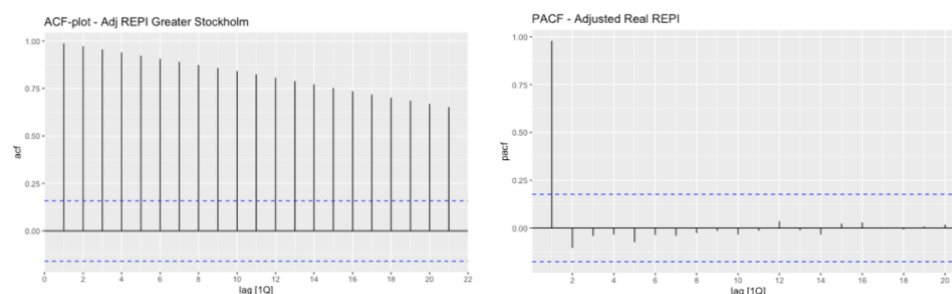 ACF-plot - Adj REPI Greater Stockholm
1.00
0.75
0.50
0.25
0.00
acf
0 2 4 6 8 10 12 14 16 18 20 22
lag [1Q]
PACF - Adjusted Real REPI
1.00
0.75
0.50
0.25
0.00
pacf
2 4 6 8 10 12 14 16 18 20
lag [1Q]